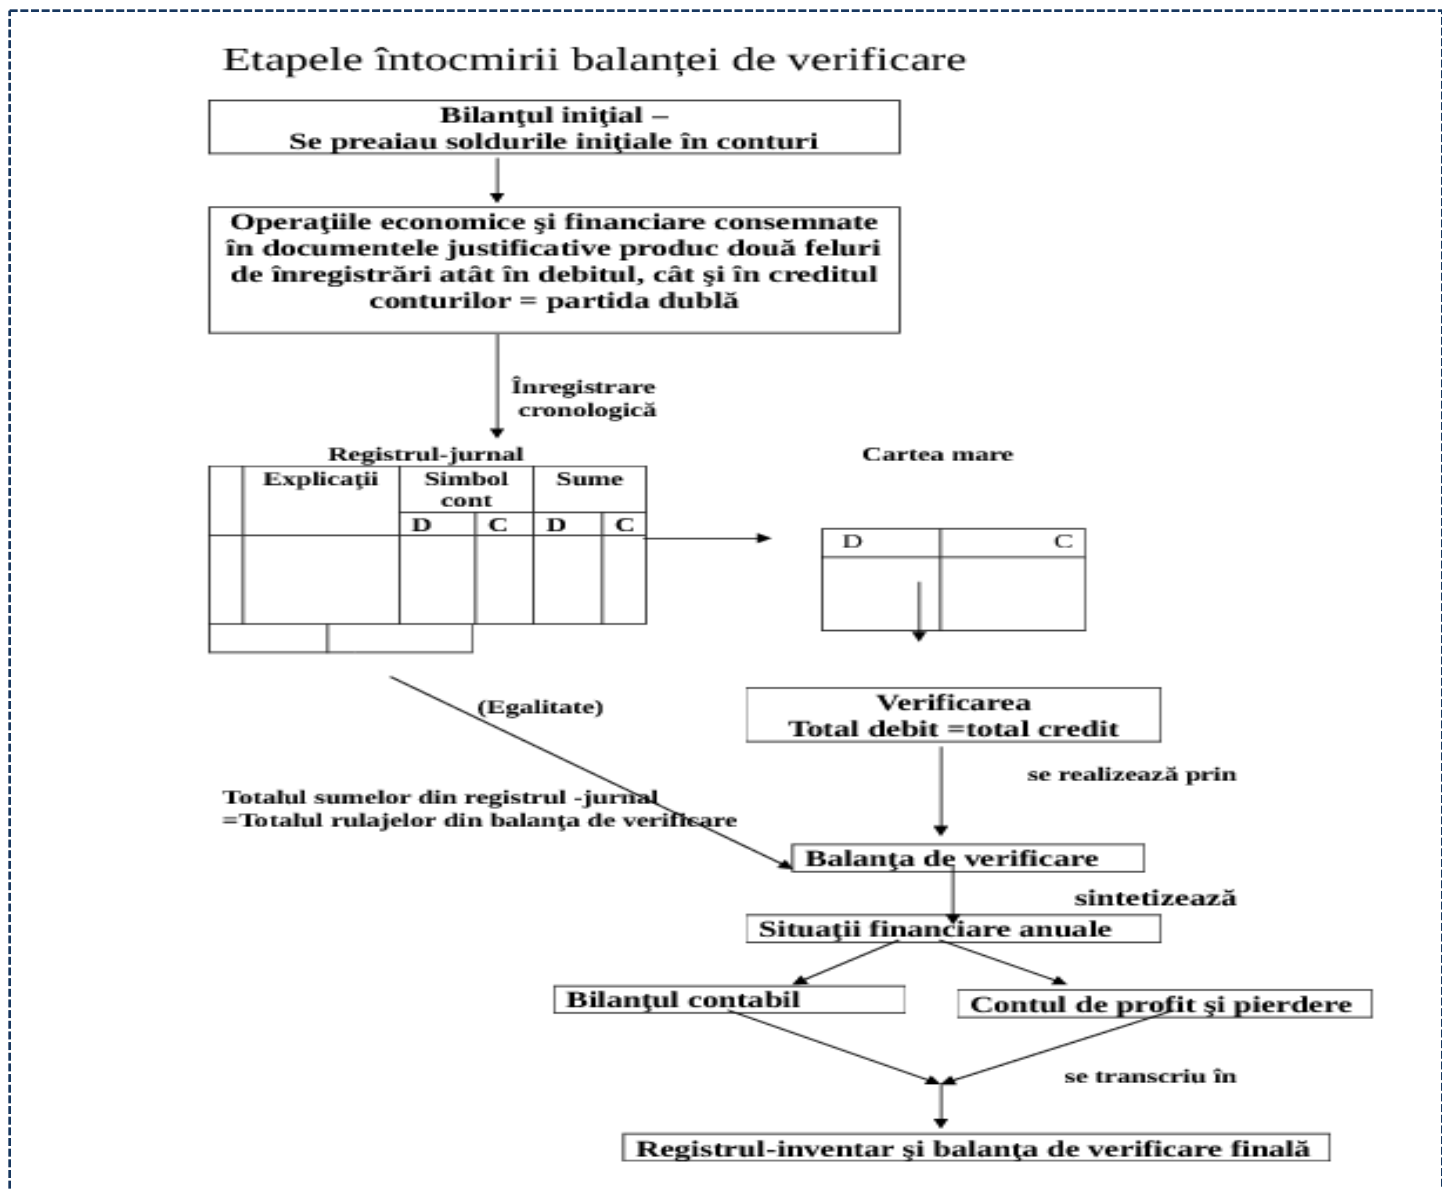 Etapele întocmirii balanței de verificare
Bilanţul iniţial –
Se preaiau soldurile iniţiale în conturi
Operaţiile economice şi financiare consemnate
în documentele justificative produc două feluri
de înregistrări atât în debitul, cât şi în creditul
conturilor = partida dublă
Înregistrare
cronologică
Registrul-jurnal
Explicaţii
Simbol
cont
Sume
D
C
D
C
Cartea mare
D
C
(Egalitate)
Verificarea
Total debit =total credit
se realizează prin
Totalul sumelor din registrul -jurnal
=Totalul rulajelor din balanţa de verificare
Balanţa de verificare
sintetizează
Situaţii financiare anuale
Bilanţul contabil
Contul de profit şi pierdere
se transcriu în
Registrul-inventar şi balanţa de verificare finală